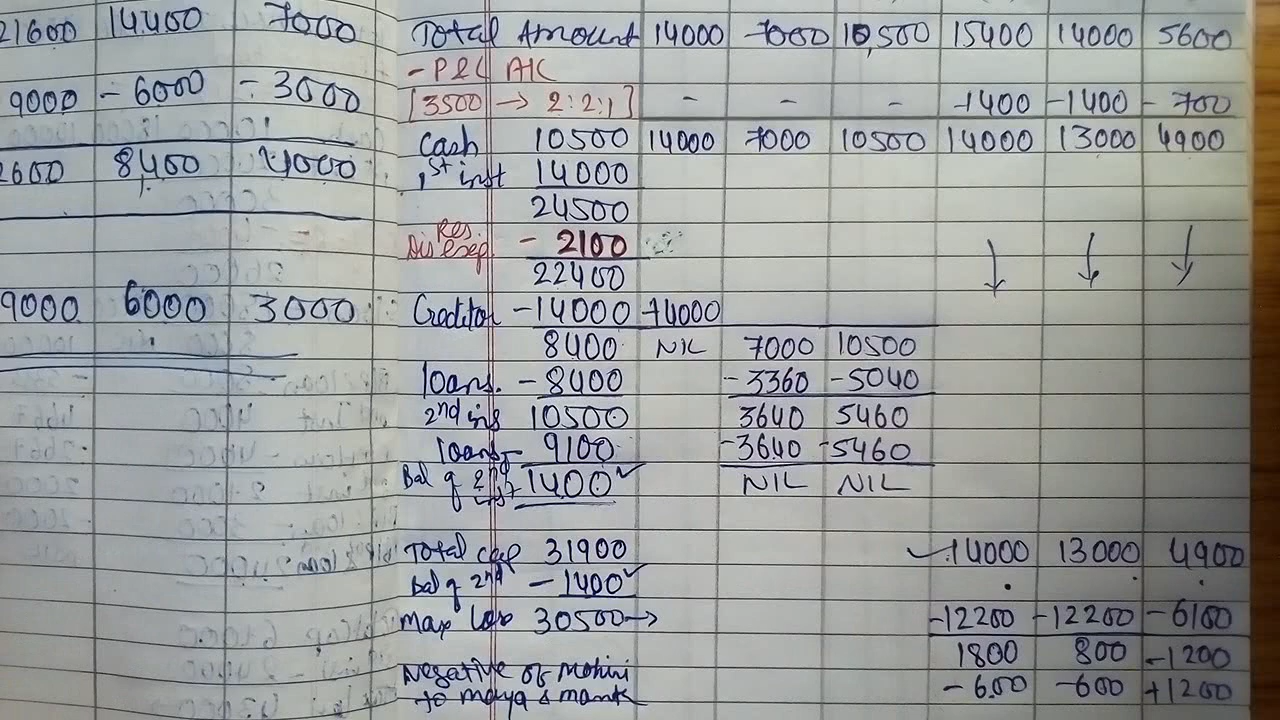 21600 14400 7000
9000 - 6000 - 3000
2600 8,400 4000
9000 6000 3000
Total Amount 14000 7000 10,500 15400 14000 5600
- P&L A/C
[3500 → 2:2:1] - - - -1400 -1400 - 700
Cash 10500 14000 7000 10500 14000 13000 4900
1st inst 14000
24500
Res
Dis exp - 2100
22400
Creditor -14000 -14000
8400 NIL 7000 10500
loans. - 8400 -3360 -5040
2nd ins 10500 3640 5460
loans - 9100 -3640 -5460
Bal of 2nd inst 1400 ✓ NIL NIL
Total cap 31900 ✓ 14000 13000 4900
Bal of 2nd - 1400 ✓
Max loss 30500 → -12200 -12200 -6100
1800 800 -1200
Negative of Mohini
to maya & mamta - 600 -600 +1200